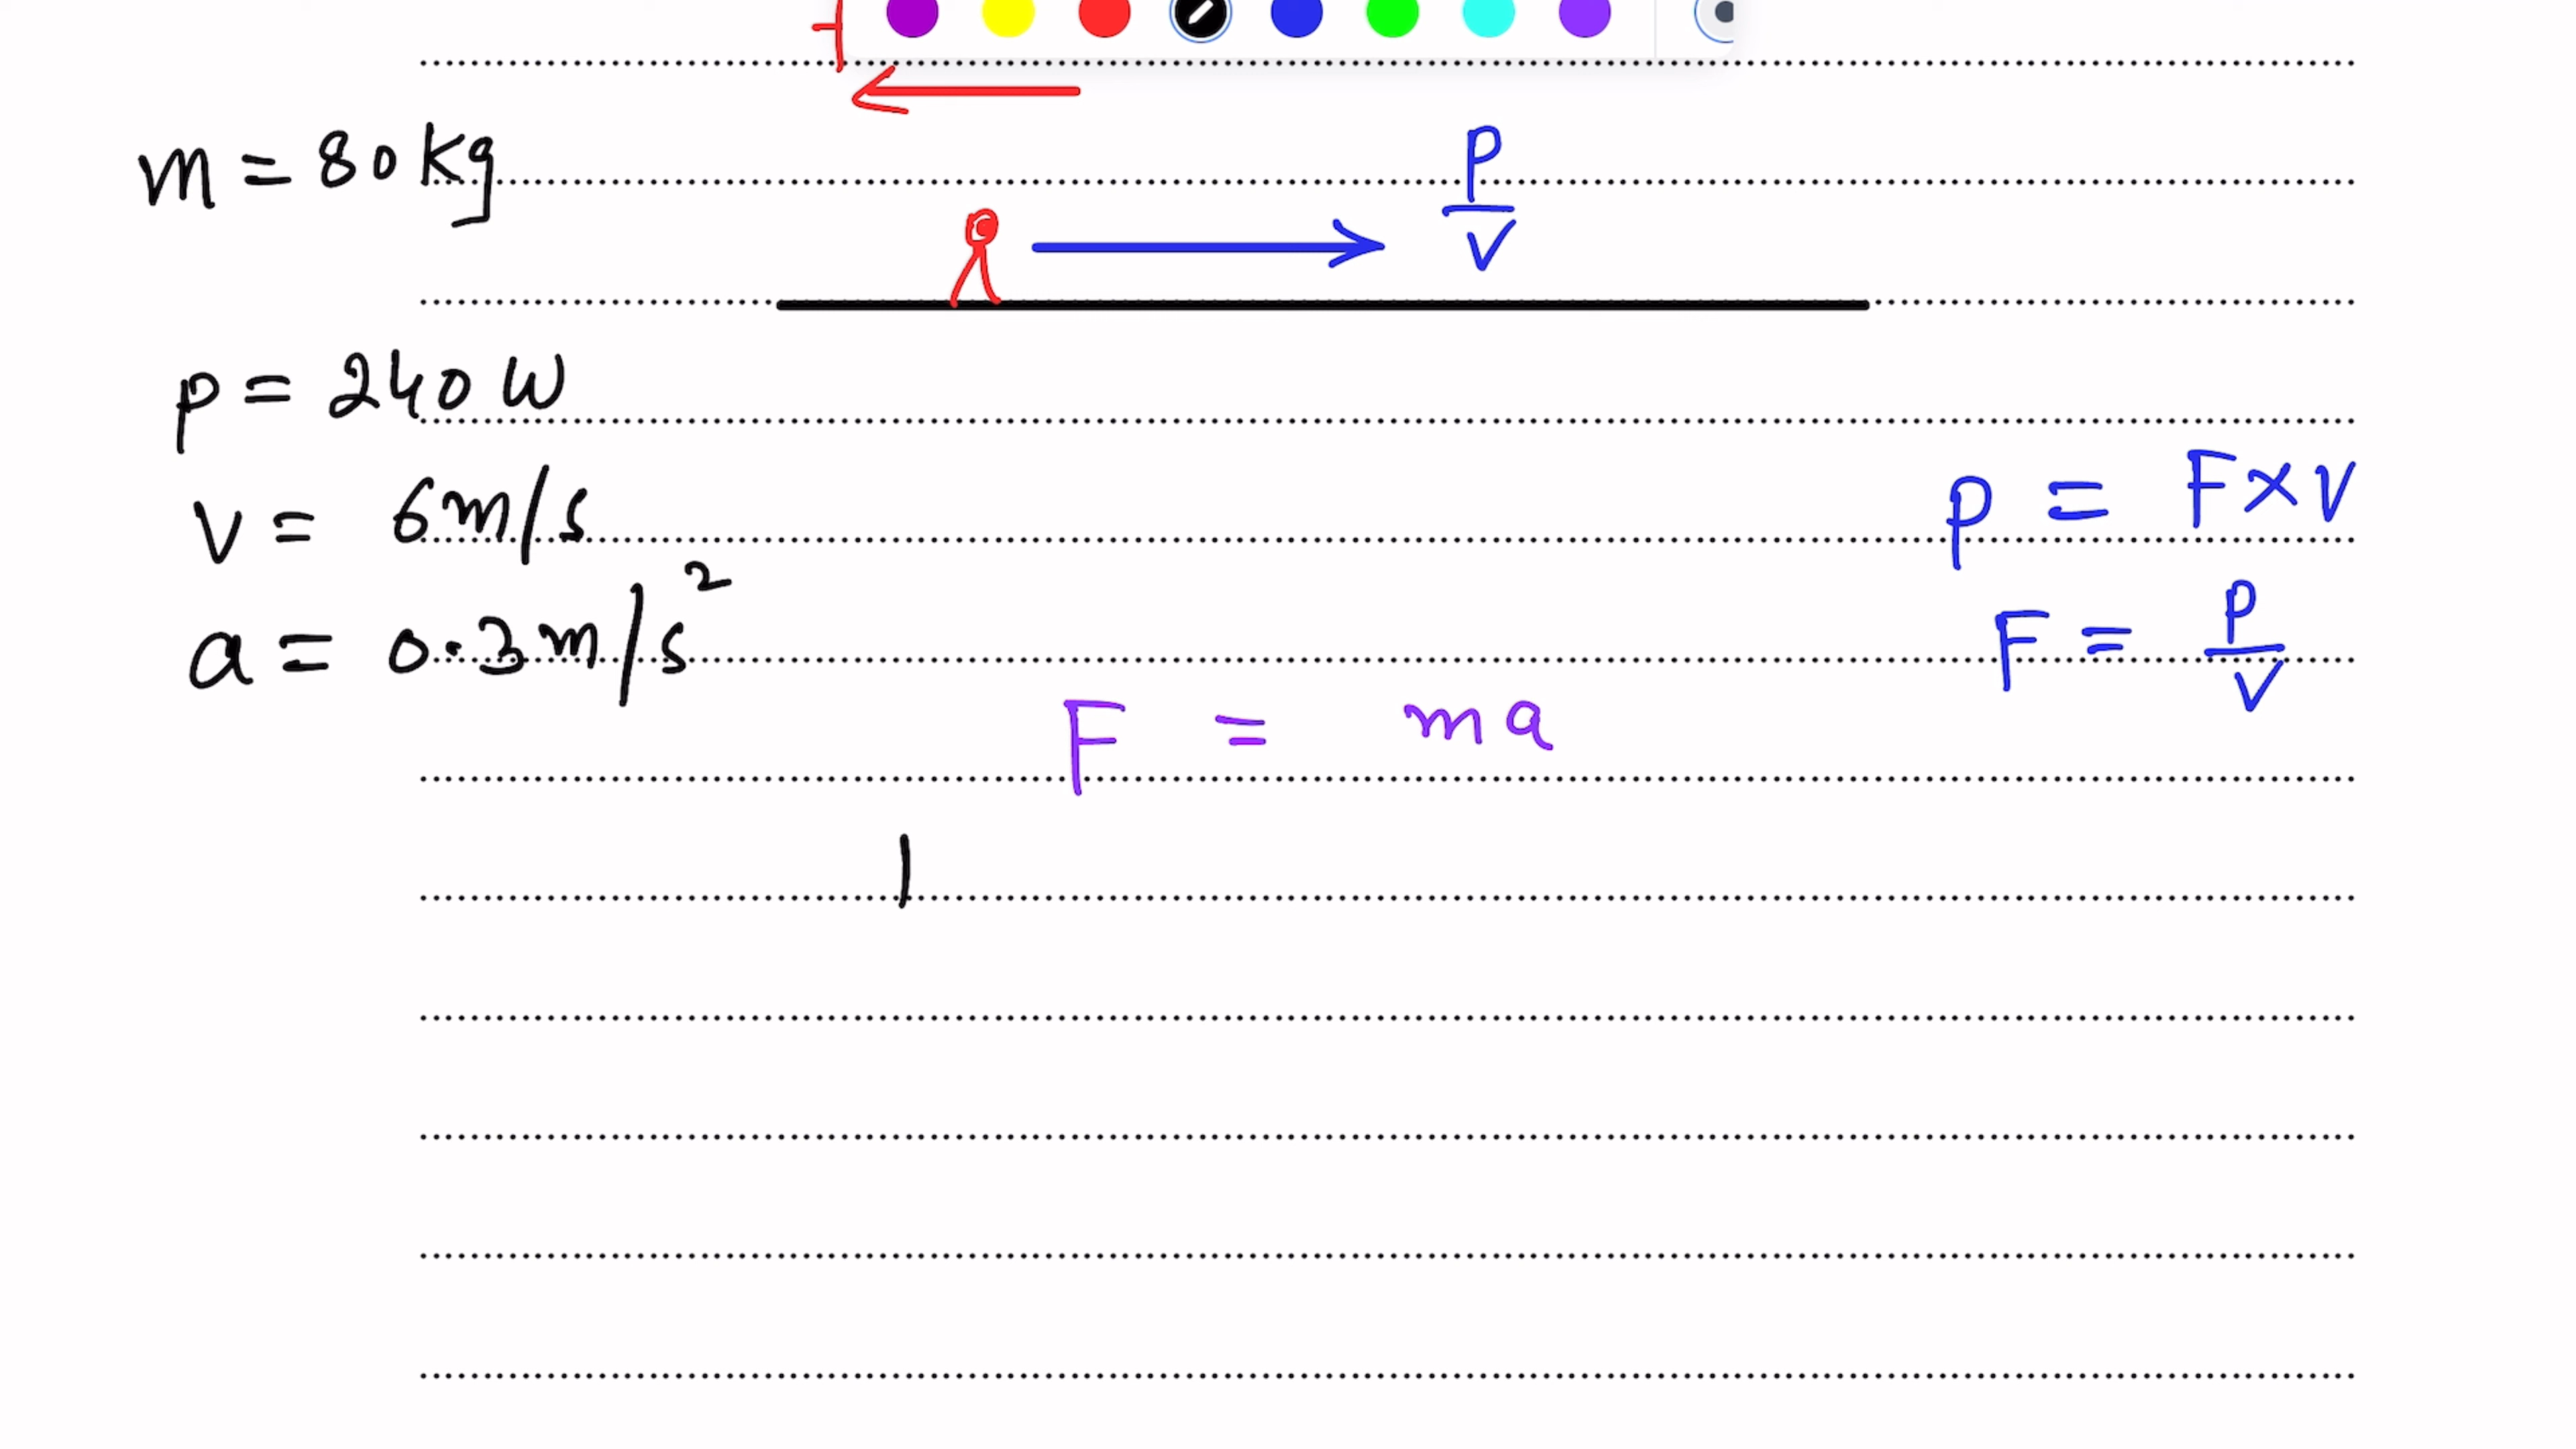 m = 80 kg
P
V
P = 240 W
V = 6 m/s
P = F × V
a = 0.3 m/s²
F = P
V
F = ma